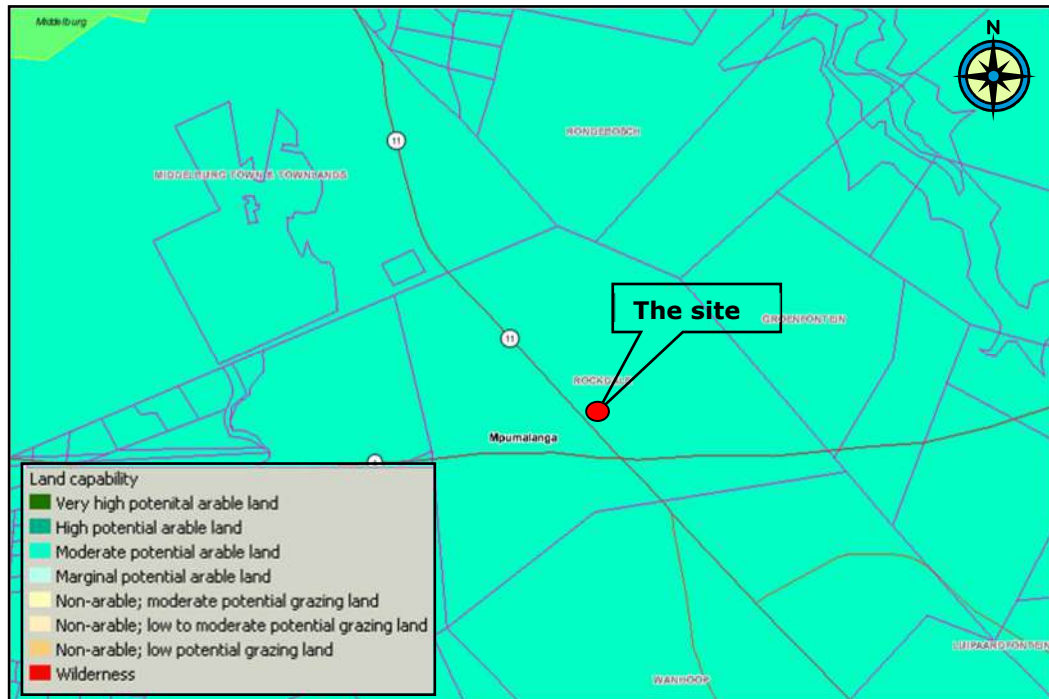 Middelburg
N
11
RONDEBOSCH
MIDDELBURG TOWN & TOWNLANDS
The site
GROENFONTEIN
11
ROCKDALE
Mpumalanga
Land capability
Very high potenital arable land
High potential arable land
Moderate potential arable land
Marginal potential arable land
Non-arable; moderate potential grazing land
Non-arable; low to moderate potential grazing land
Non-arable; low potential grazing land
Wilderness
LUIPAARDFONTEIN
WANHOOP